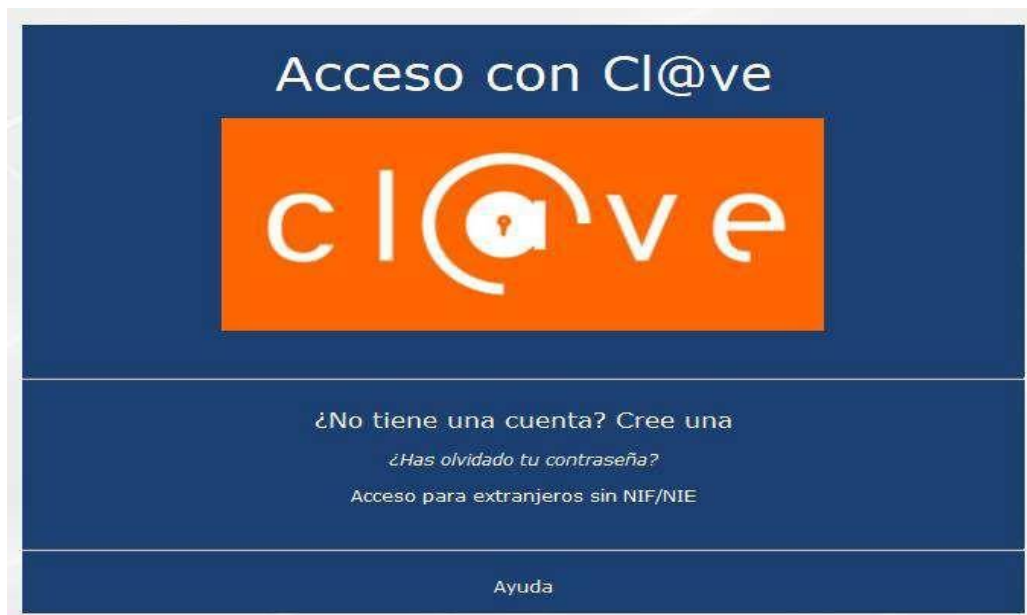 Acceso con Cl@ve
cl@ve
¿No tiene una cuenta? Cree una
¿Has olvidado tu contraseña?
Acceso para extranjeros sin NIF/NIE
Ayuda